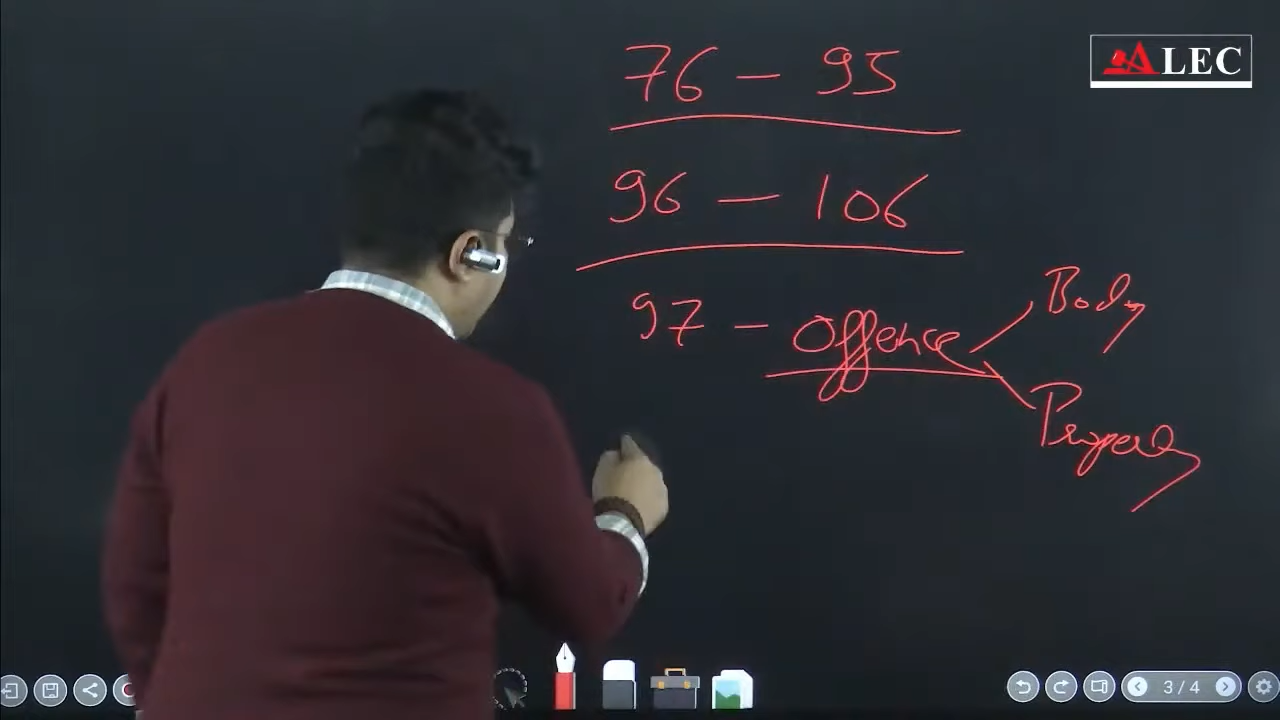 ALEC
76 - 95
96 - 106
97 - Offence
Body
Property
3 / 4